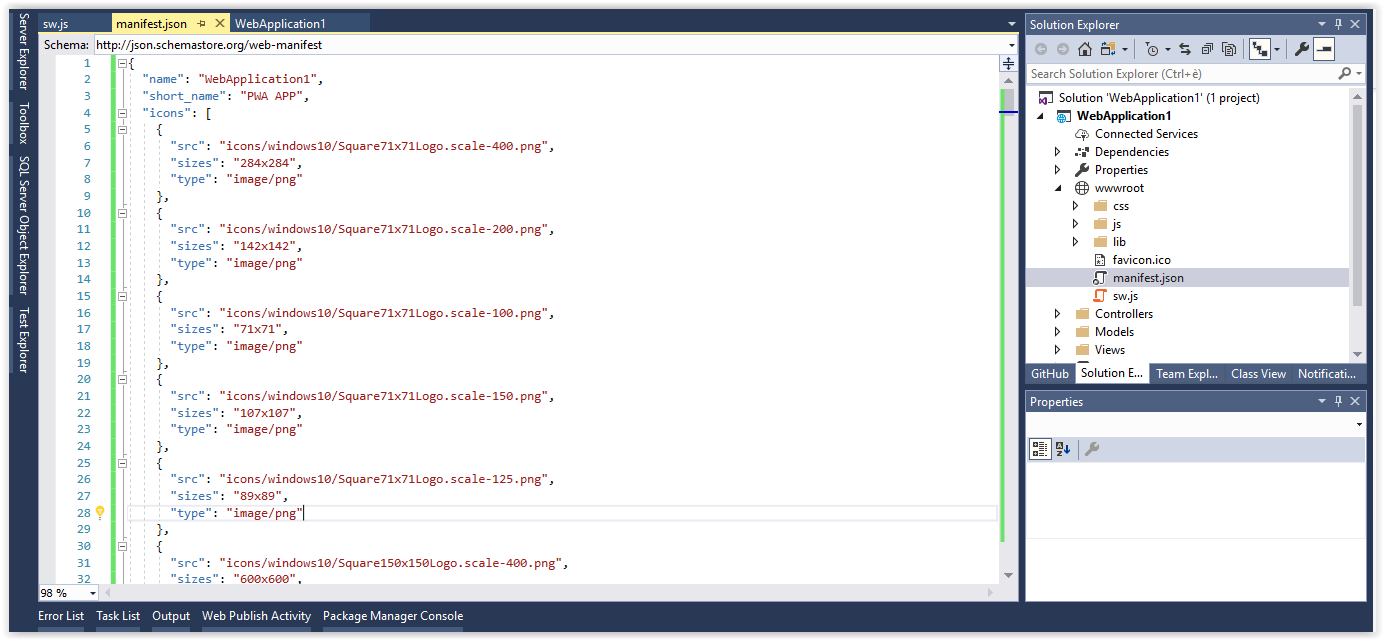 sw.js
manifest.json
WebApplication1
Schema: http://json.schemastore.org/web-manifest
Server Explorer
Toolbox
SQL Server Object Explorer
Test Explorer
1 {
2 "name": "WebApplication1",
3 "short_name": "PWA APP",
4 "icons": [
5 {
6 "src": "icons/windows10/Square71x71Logo.scale-400.png",
7 "sizes": "284x284",
8 "type": "image/png"
9 },
10 {
11 "src": "icons/windows10/Square71x71Logo.scale-200.png",
12 "sizes": "142x142",
13 "type": "image/png"
14 },
15 {
16 "src": "icons/windows10/Square71x71Logo.scale-100.png",
17 "sizes": "71x71",
18 "type": "image/png"
19 },
20 {
21 "src": "icons/windows10/Square71x71Logo.scale-150.png",
22 "sizes": "107x107",
23 "type": "image/png"
24 },
25 {
26 "src": "icons/windows10/Square71x71Logo.scale-125.png",
27 "sizes": "89x89",
28 "type": "image/png"
29 },
30 {
31 "src": "icons/windows10/Square150x150Logo.scale-400.png",
32 "sizes": "600x600",
98 %
Error List Task List Output Web Publish Activity Package Manager Console
Solution Explorer
Search Solution Explorer (Ctrl+è)
Solution 'WebApplication1' (1 project)
WebApplication1
Connected Services
Dependencies
Properties
wwwroot
css
js
lib
favicon.ico
manifest.json
sw.js
Controllers
Models
Views
GitHub Solution E... Team Expl... Class View Notificati...
Properties